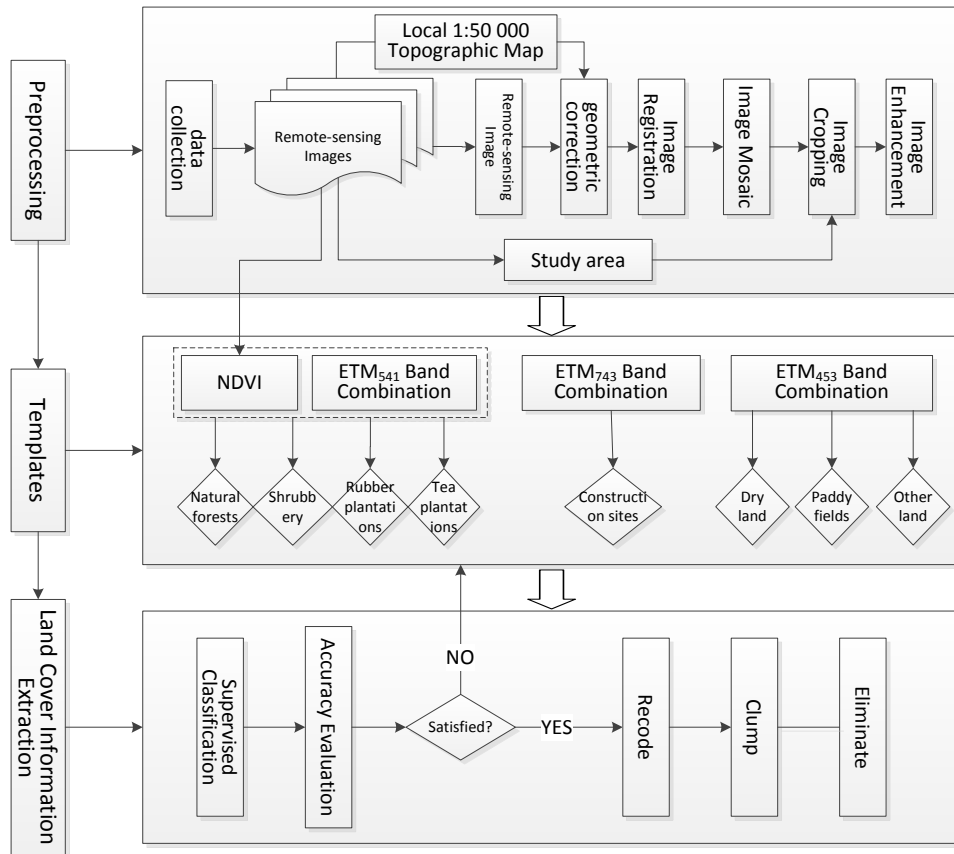 Preprocessing
Local 1:50 000
Topographic Map
data
collection
Remote-sensing
Images
Remote-sensing
Image
geometric
correction
Image
Registration
Image Mosaic
Image
Cropping
Image
Enhancement
Study area
Templates
NDVI
ETM541 Band
Combination
ETM743 Band
Combination
ETM453 Band
Combination
Natural
forests
Shrubb
ery
Rubber
plantati
ons
Tea
plantat
ions
Constructi
on sites
Dry
land
Paddy
fields
Other
land
Land Cover Information
Extraction
Supervised
Classification
Accuracy Evaluation
NO
Satisfied?
YES
Recode
Clump
Eliminate